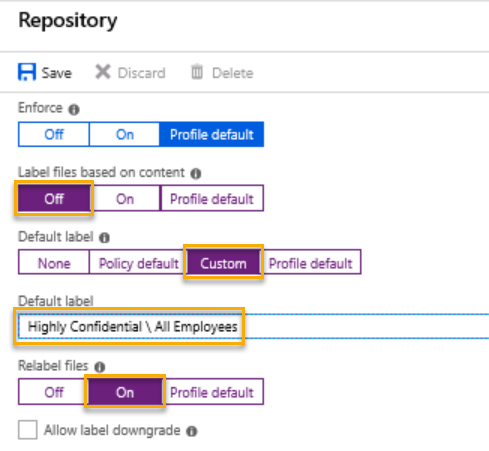 Repository
Save Discard Delete
Enforce
Off On Profile default
Label files based on content
Off On Profile default
Default label
None Policy default Custom Profile default
Default label
Highly Confidential \ All Employees
Relabel files
Off On Profile default
Allow label downgrade